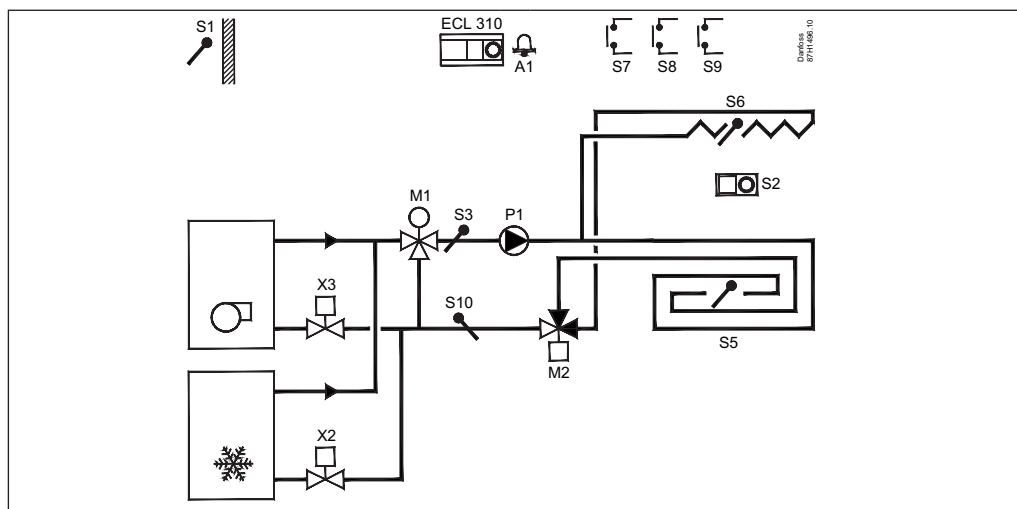 S1
ECL 310
A1
S7
S8
S9
Danfoss
87H1496.10
S6
S2
M1
S3
P1
X3
S10
M2
S5
X2